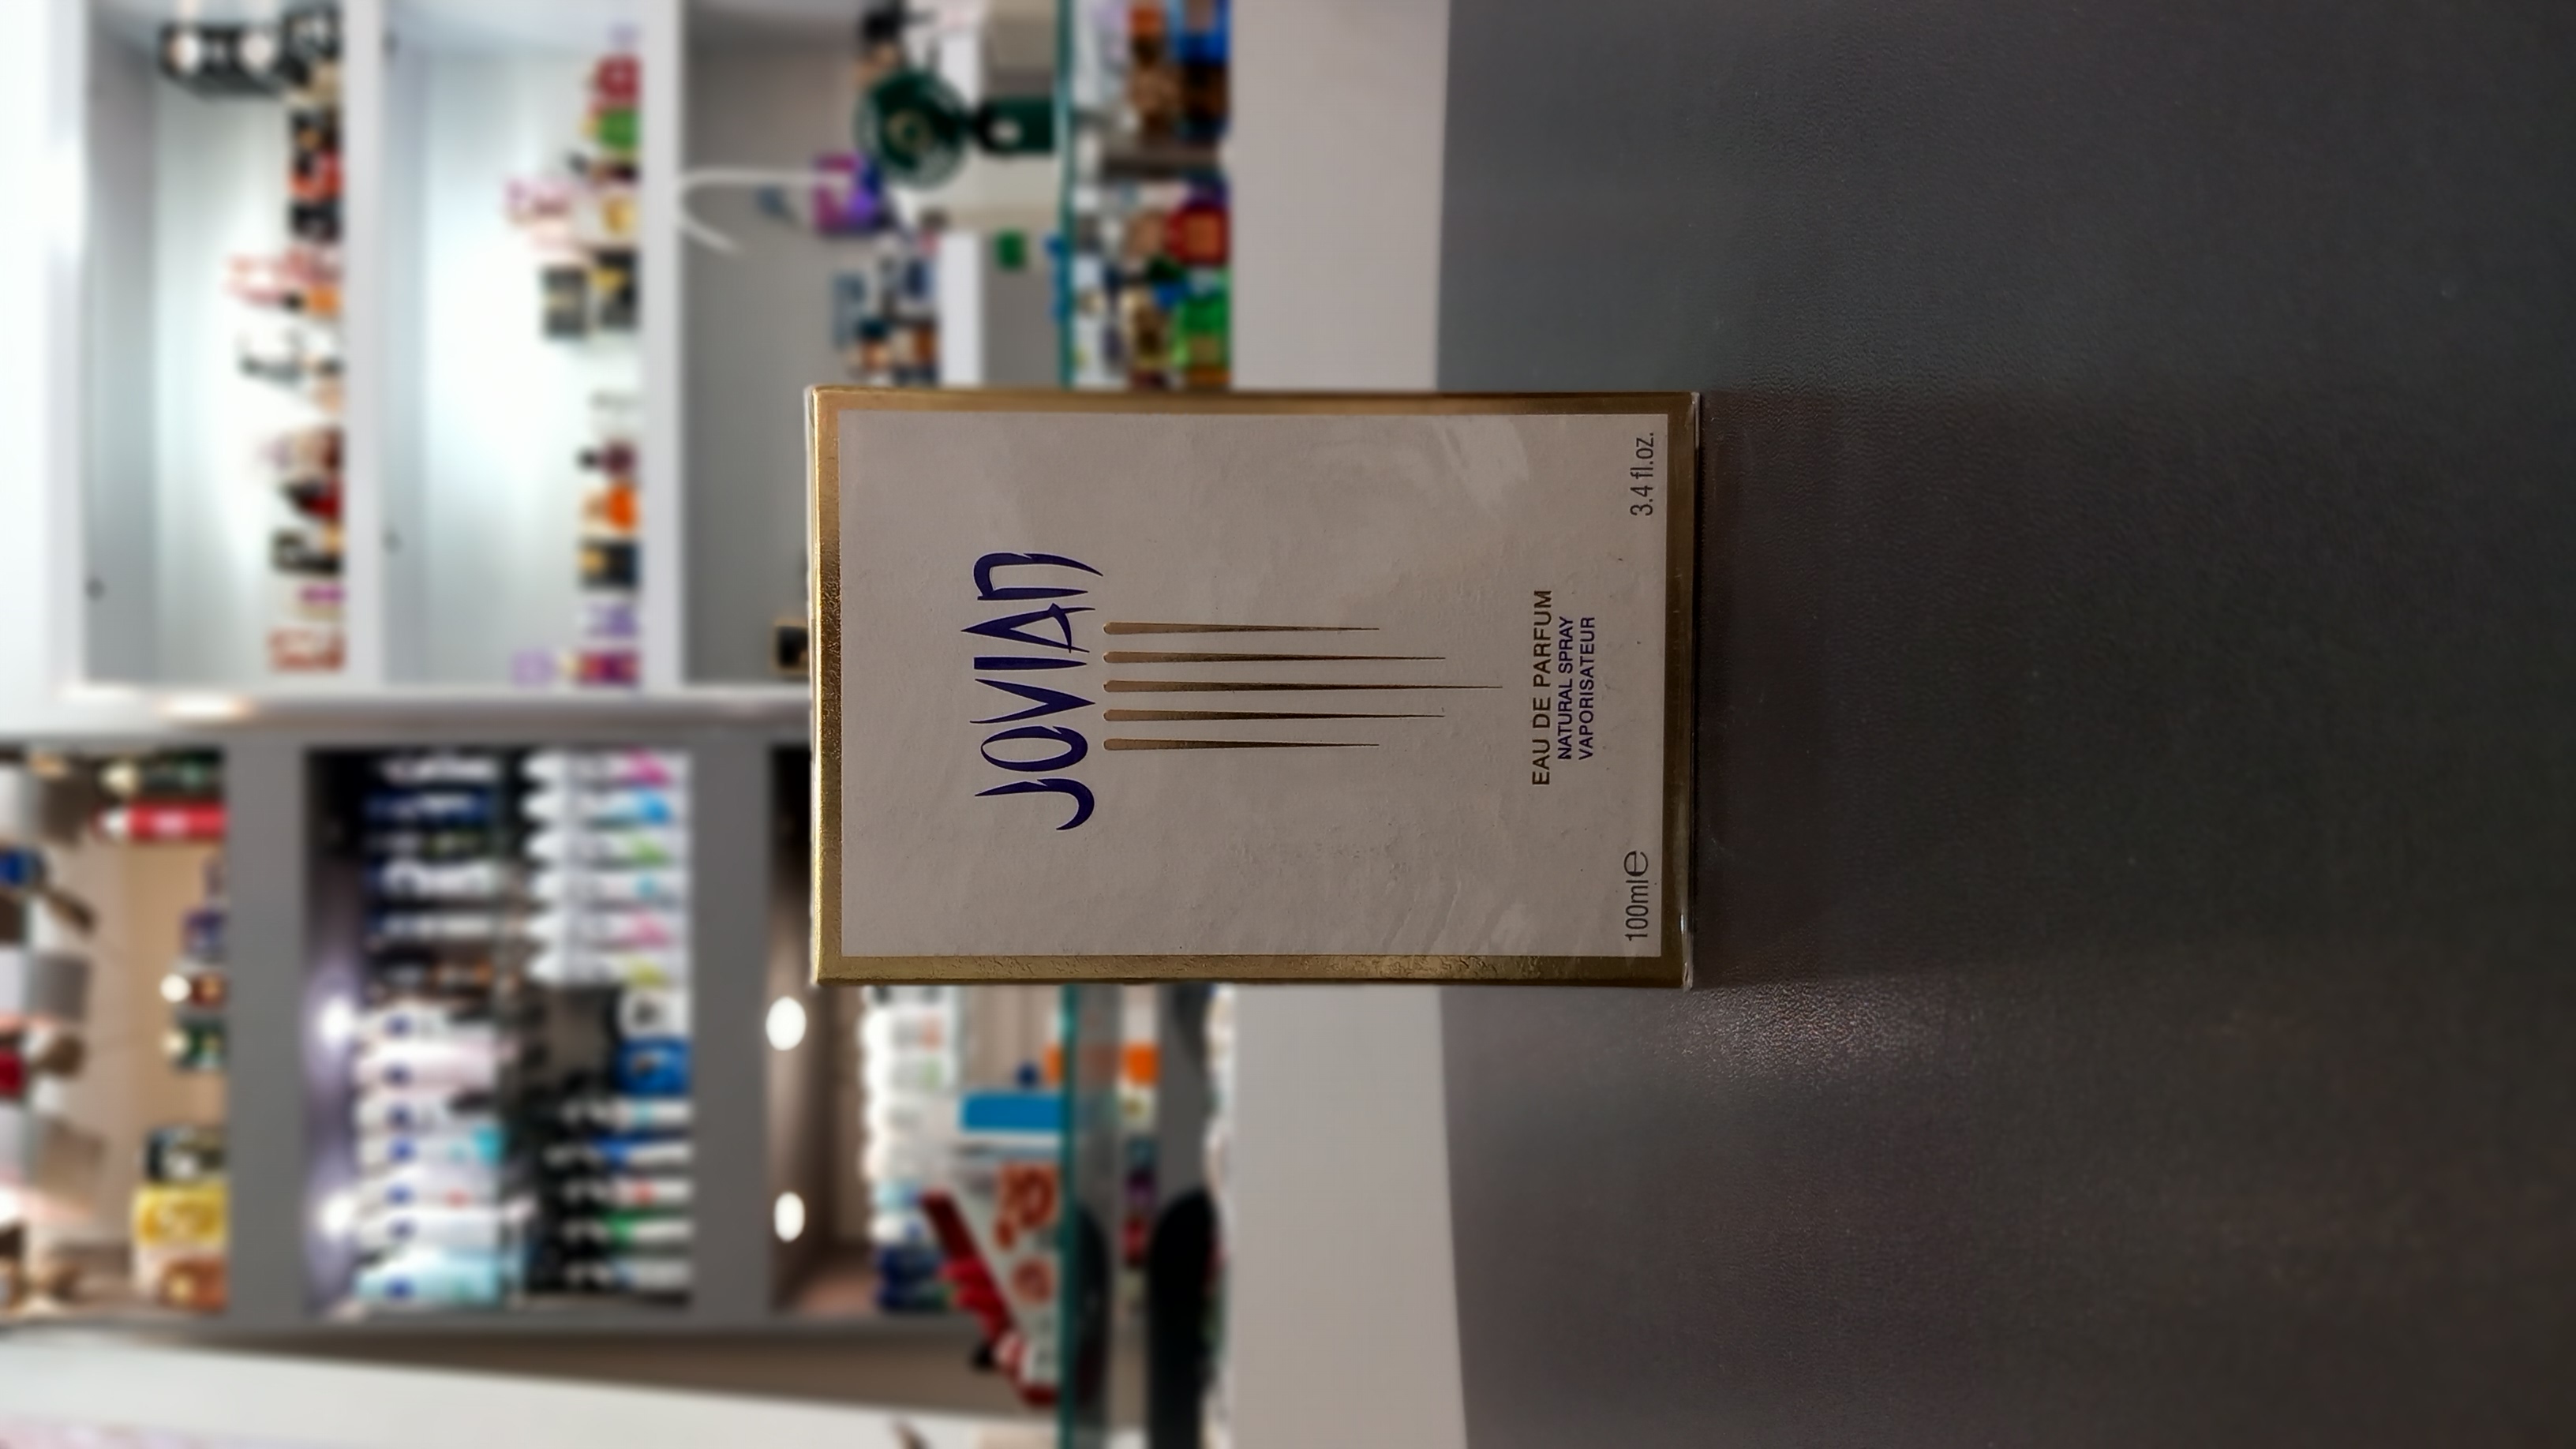 JOVIAN
EAU DE PARFUM
NATURAL SPRAY
VAPORISATEUR
100ml℮ 3.4 fl.oz.